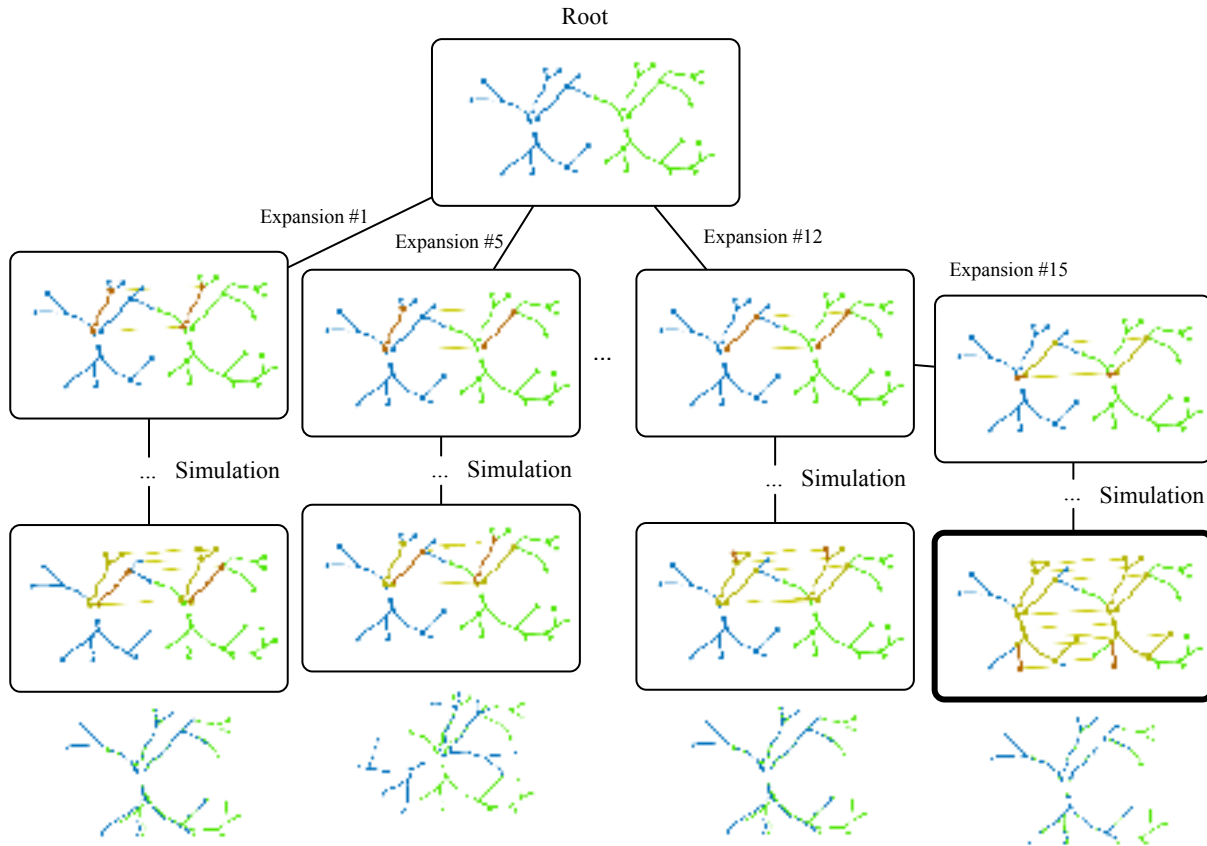 Root
Expansion #1
Expansion #5
Expansion #12
Expansion #15
...
... Simulation
... Simulation
... Simulation
... Simulation